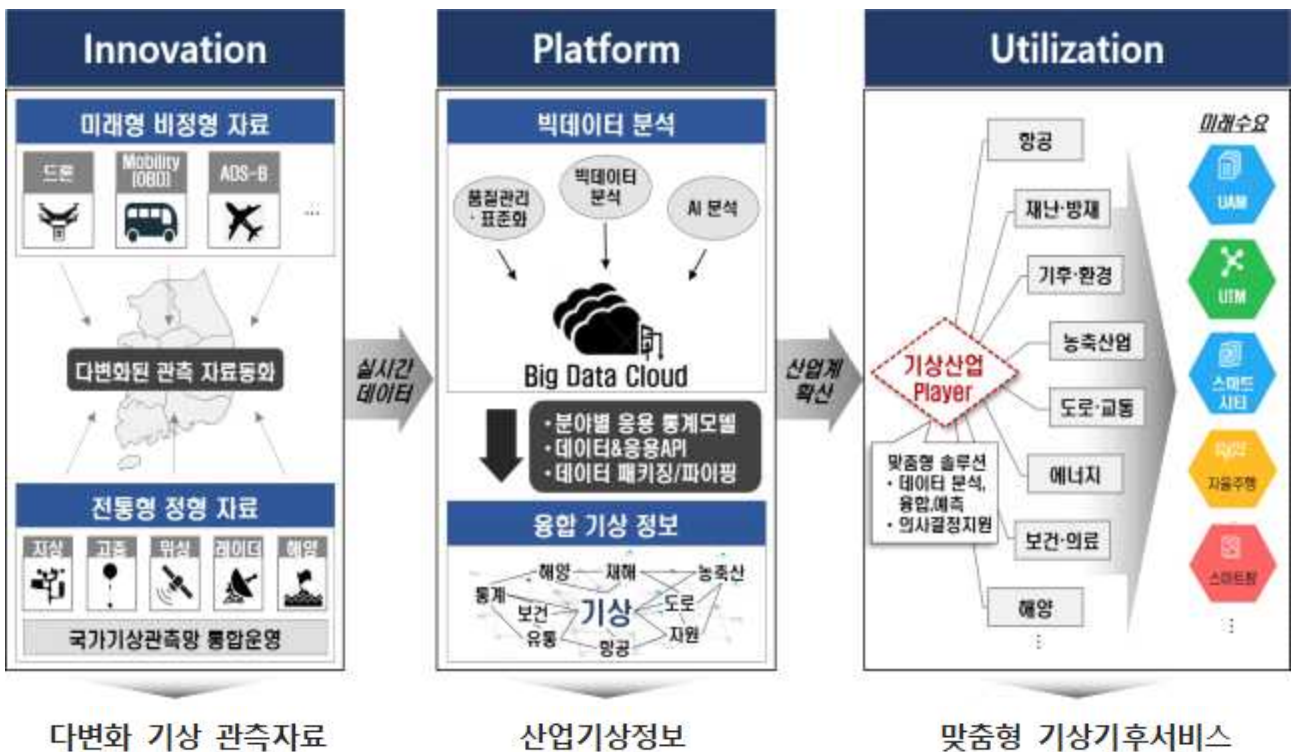 Innovation
미래형 비정형 자료
드론
Mobility
(OBD)
ADS-B
...
다변화된 관측 자료동화
전통형 정형 자료
지상
고층
위성
레이더
해양
국가기상관측망 통합운영
다변화 기상 관측자료
실시간
데이터
Platform
빅데이터 분석
품질관리
· 표준화
빅데이터
분석
AI 분석
Big Data Cloud
• 분야별 응용 통계모델
• 데이터&응용API
• 데이터 패키징/파이핑
융합 기상 정보
해양
재해
농축산
통계
보건
기상
도로
유통
항공
자원
산업기상정보
산업계
확산
Utilization
기상산업
Player
맞춤형 솔루션
• 데이터 분석,
융합,예측
• 의사결정지원
항공
재난·방재
기후·환경
농축산업
도로·교통
에너지
보건·의료
해양
⋮
미래수요
UAM
UTM
스마트
시티
자율주행
스마트팜
⋮
맞춤형 기상기후서비스